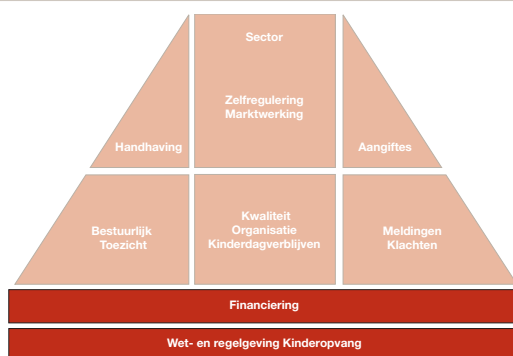 Sector
Zelfregulering
Marktwerking
Handhaving
Aangiftes
Bestuurlijk
Toezicht
Kwaliteit
Organisatie
Kinderdagverblijven
Meldingen
Klachten
Financiering
Wet- en regelgeving Kinderopvang